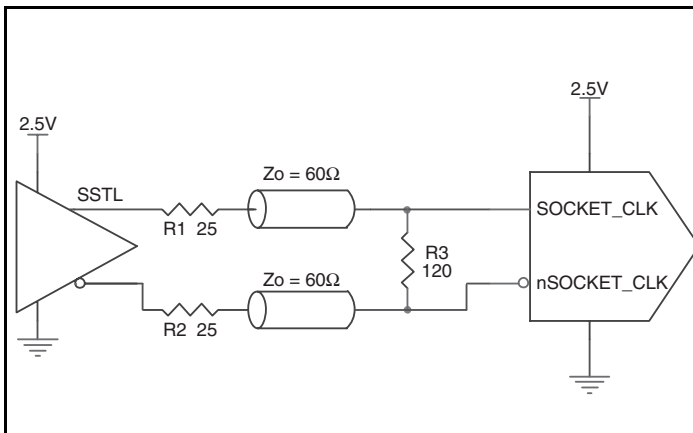 2.5V
2.5V
SSTL
Zo = 60Ω
SOCKET_CLK
R1 25
R3
120
Zo = 60Ω
nSOCKET_CLK
R2 25